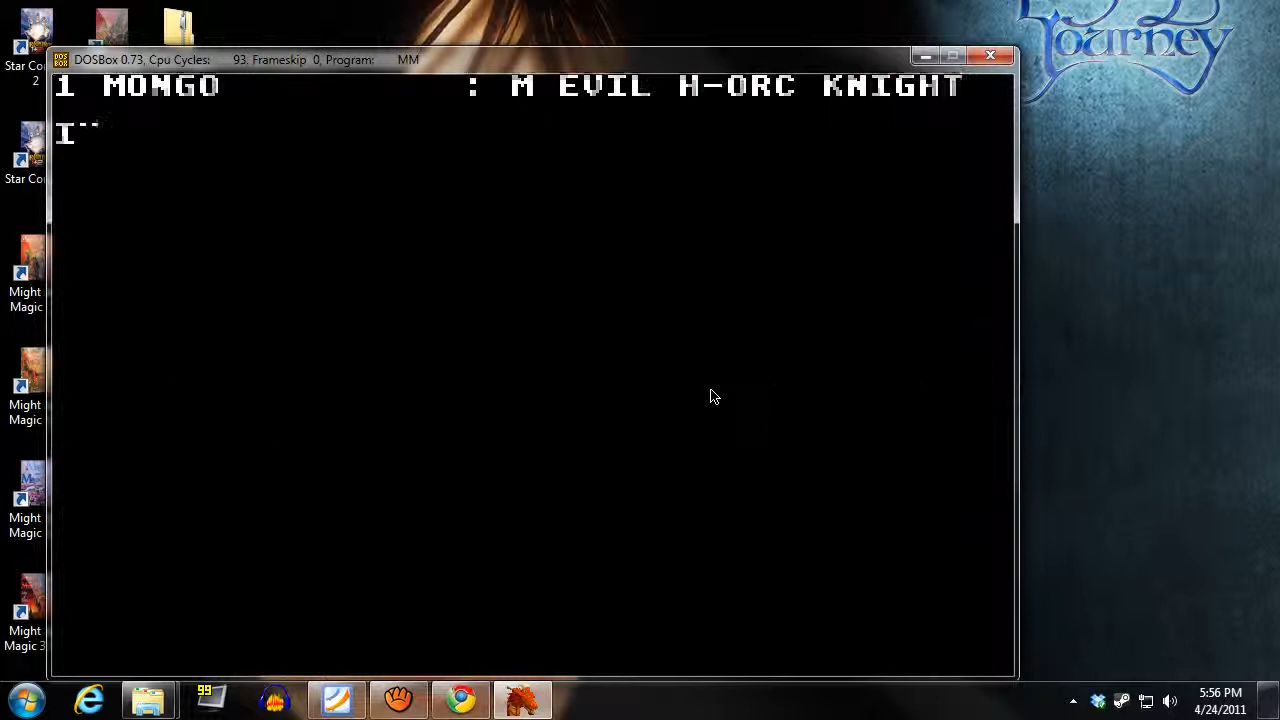 Journey
DOSBox 0.73, Cpu Cycles: 93, Frameskip 0, Program: MM
1 MONGO : M EVIL H-ORC KNIGHT
I
Star Co
2
Star Co
Might
Magic
Might
Magic
Might
Magic
Might
Magic 3
99
5:56 PM
4/24/2011